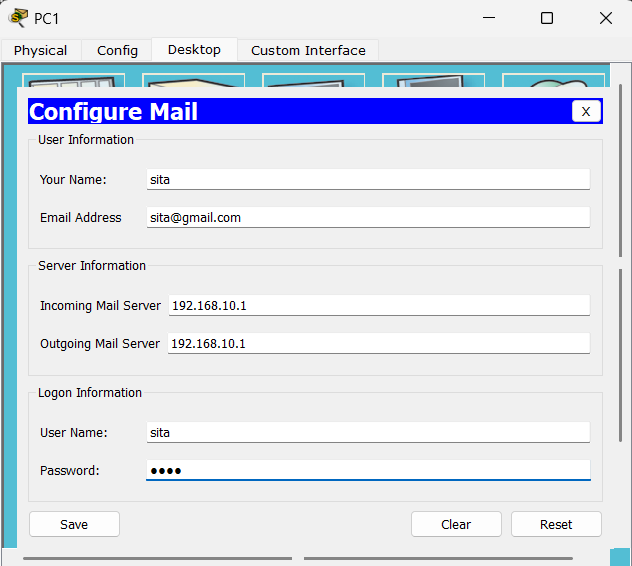 PC1
Physical Config Desktop Custom Interface
Configure Mail X
User Information
Your Name: sita
Email Address sita@gmail.com
Server Information
Incoming Mail Server 192.168.10.1
Outgoing Mail Server 192.168.10.1
Logon Information
User Name: sita
Password: ●●●●
Save Clear Reset